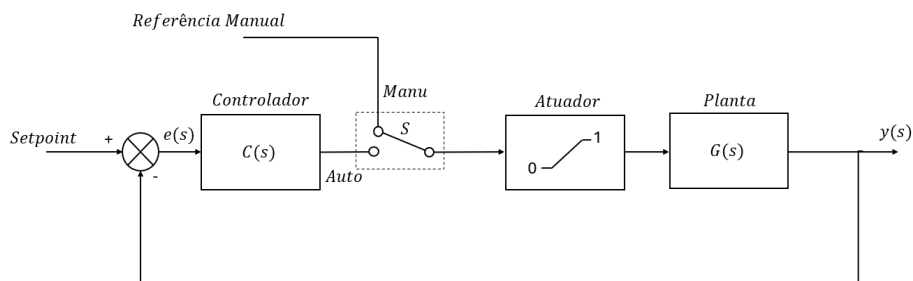 Referência Manual
Manu
Controlador
Atuador
Planta
Setpoint
+
e(s)
C(s)
S
1
0
G(s)
y(s)
-
Auto